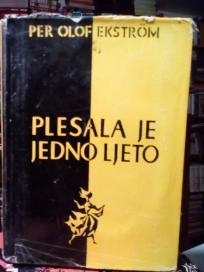 PER OLOF EKSTRÖM
PLESALA JE
JEDNO LJETO